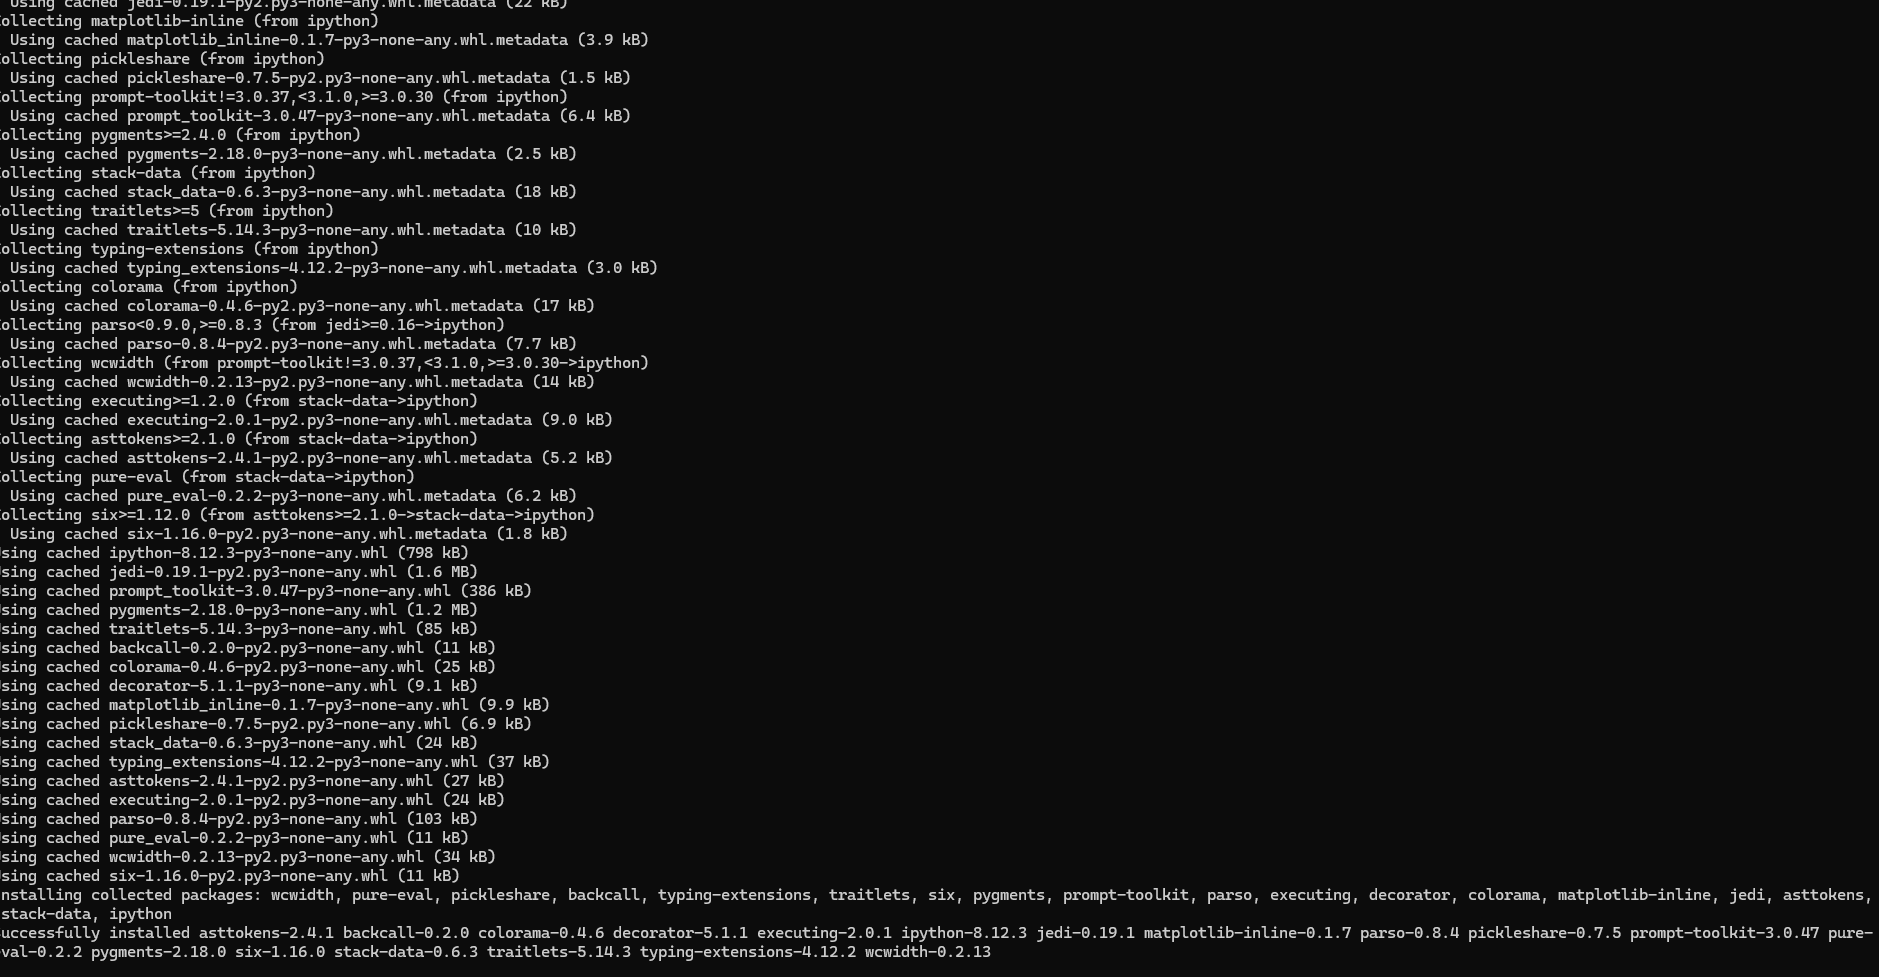 Using cached jedi-0.19.1-py2.py3-none-any.whl.metadata (22 kB)
ollecting matplotlib-inline (from ipython)
Using cached matplotlib_inline-0.1.7-py3-none-any.whl.metadata (3.9 kB)
ollecting pickleshare (from ipython)
Using cached pickleshare-0.7.5-py2.py3-none-any.whl.metadata (1.5 kB)
ollecting prompt-toolkit!=3.0.37,<3.1.0,>=3.0.30 (from ipython)
Using cached prompt_toolkit-3.0.47-py3-none-any.whl.metadata (6.4 kB)
ollecting pygments>=2.4.0 (from ipython)
Using cached pygments-2.18.0-py3-none-any.whl.metadata (2.5 kB)
ollecting stack-data (from ipython)
Using cached stack_data-0.6.3-py3-none-any.whl.metadata (18 kB)
ollecting traitlets>=5 (from ipython)
Using cached traitlets-5.14.3-py3-none-any.whl.metadata (10 kB)
ollecting typing-extensions (from ipython)
Using cached typing_extensions-4.12.2-py3-none-any.whl.metadata (3.0 kB)
ollecting colorama (from ipython)
Using cached colorama-0.4.6-py2.py3-none-any.whl.metadata (17 kB)
ollecting parso<0.9.0,>=0.8.3 (from jedi>=0.16->ipython)
Using cached parso-0.8.4-py2.py3-none-any.whl.metadata (7.7 kB)
ollecting wcwidth (from prompt-toolkit!=3.0.37,<3.1.0,>=3.0.30->ipython)
Using cached wcwidth-0.2.13-py2.py3-none-any.whl.metadata (14 kB)
ollecting executing>=1.2.0 (from stack-data->ipython)
Using cached executing-2.0.1-py2.py3-none-any.whl.metadata (9.0 kB)
ollecting asttokens>=2.1.0 (from stack-data->ipython)
Using cached asttokens-2.4.1-py2.py3-none-any.whl.metadata (5.2 kB)
ollecting pure-eval (from stack-data->ipython)
Using cached pure_eval-0.2.2-py3-none-any.whl.metadata (6.2 kB)
ollecting six>=1.12.0 (from asttokens>=2.1.0->stack-data->ipython)
Using cached six-1.16.0-py2.py3-none-any.whl.metadata (1.8 kB)
sing cached ipython-8.12.3-py3-none-any.whl (798 kB)
sing cached jedi-0.19.1-py2.py3-none-any.whl (1.6 MB)
sing cached prompt_toolkit-3.0.47-py3-none-any.whl (386 kB)
sing cached pygments-2.18.0-py3-none-any.whl (1.2 MB)
sing cached traitlets-5.14.3-py3-none-any.whl (85 kB)
sing cached backcall-0.2.0-py2.py3-none-any.whl (11 kB)
sing cached colorama-0.4.6-py2.py3-none-any.whl (25 kB)
sing cached decorator-5.1.1-py3-none-any.whl (9.1 kB)
sing cached matplotlib_inline-0.1.7-py3-none-any.whl (9.9 kB)
sing cached pickleshare-0.7.5-py2.py3-none-any.whl (6.9 kB)
sing cached stack_data-0.6.3-py3-none-any.whl (24 kB)
sing cached typing_extensions-4.12.2-py3-none-any.whl (37 kB)
sing cached asttokens-2.4.1-py2.py3-none-any.whl (27 kB)
sing cached executing-2.0.1-py2.py3-none-any.whl (24 kB)
sing cached parso-0.8.4-py2.py3-none-any.whl (103 kB)
sing cached pure_eval-0.2.2-py3-none-any.whl (11 kB)
sing cached wcwidth-0.2.13-py2.py3-none-any.whl (34 kB)
sing cached six-1.16.0-py2.py3-none-any.whl (11 kB)
nstalling collected packages: wcwidth, pure-eval, pickleshare, backcall, typing-extensions, traitlets, six, pygments, prompt-toolkit, parso, executing, decorator, colorama, matplotlib-inline, jedi, asttokens,
stack-data, ipython
uccessfully installed asttokens-2.4.1 backcall-0.2.0 colorama-0.4.6 decorator-5.1.1 executing-2.0.1 ipython-8.12.3 jedi-0.19.1 matplotlib-inline-0.1.7 parso-0.8.4 pickleshare-0.7.5 prompt-toolkit-3.0.47 pure-
val-0.2.2 pygments-2.18.0 six-1.16.0 stack-data-0.6.3 traitlets-5.14.3 typing-extensions-4.12.2 wcwidth-0.2.13